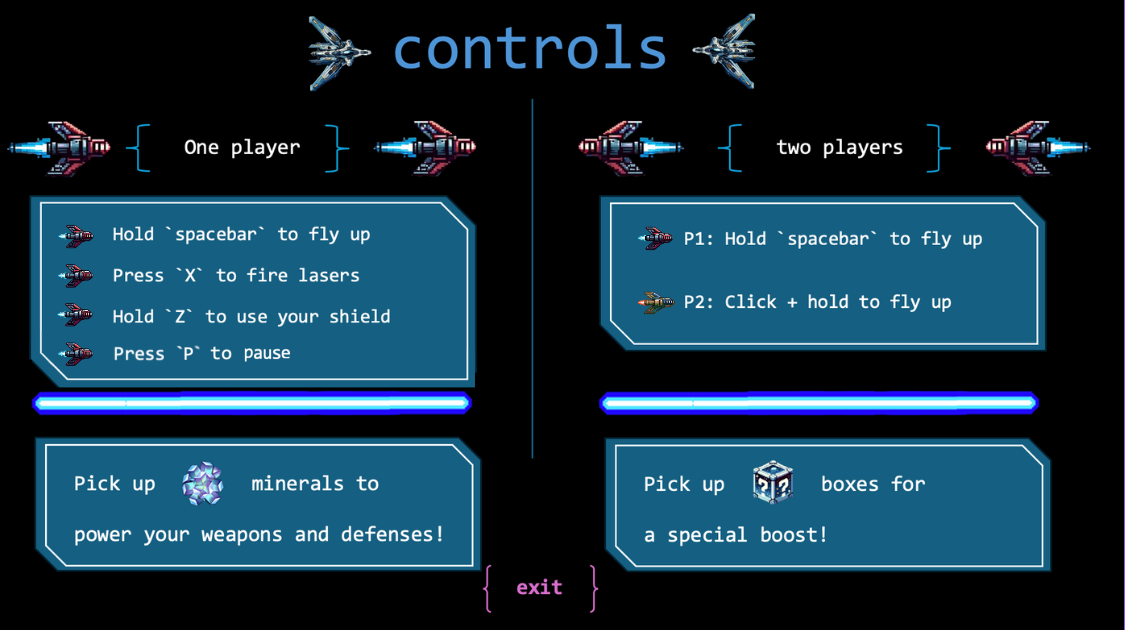 controls
One player
Hold `spacebar` to fly up
Press `X` to fire lasers
Hold `Z` to use your shield
Press `P` to pause
Pick up minerals to
power your weapons and defenses!
two players
P1: Hold `spacebar` to fly up
P2: Click + hold to fly up
Pick up boxes for
a special boost!
exit